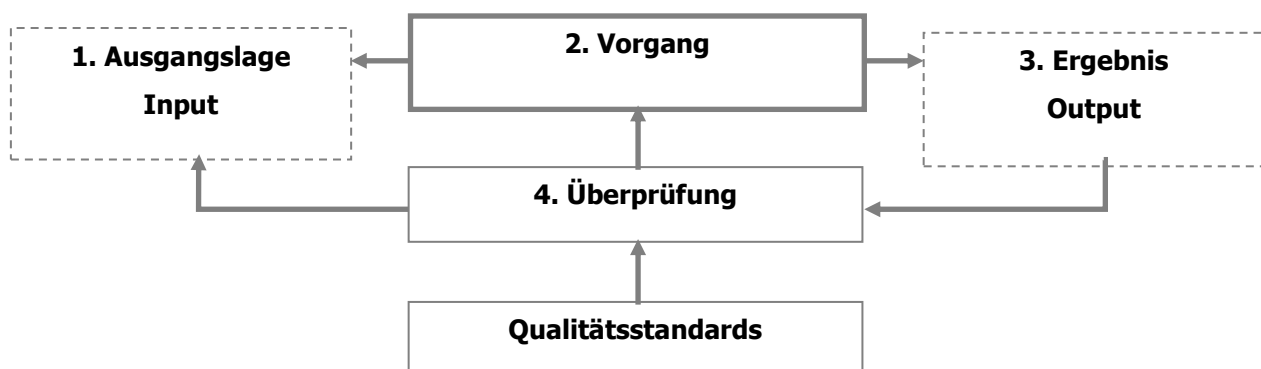 1. Ausgangslage
Input
2. Vorgang
3. Ergebnis
Output
4. Überprüfung
Qualitätsstandards